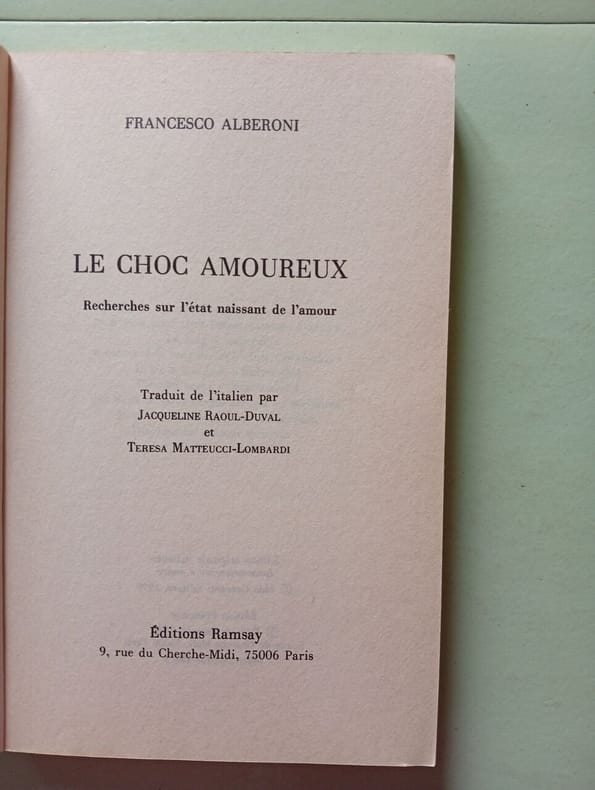 FRANCESCO ALBERONI
LE CHOC AMOUREUX
Recherches sur l'état naissant de l'amour
Traduit de l'italien par
JACQUELINE RAOUL-DUVAL
et
TERESA MATTEUCCI-LOMBARDI
Éditions Ramsay
9, rue du Cherche-Midi, 75006 Paris